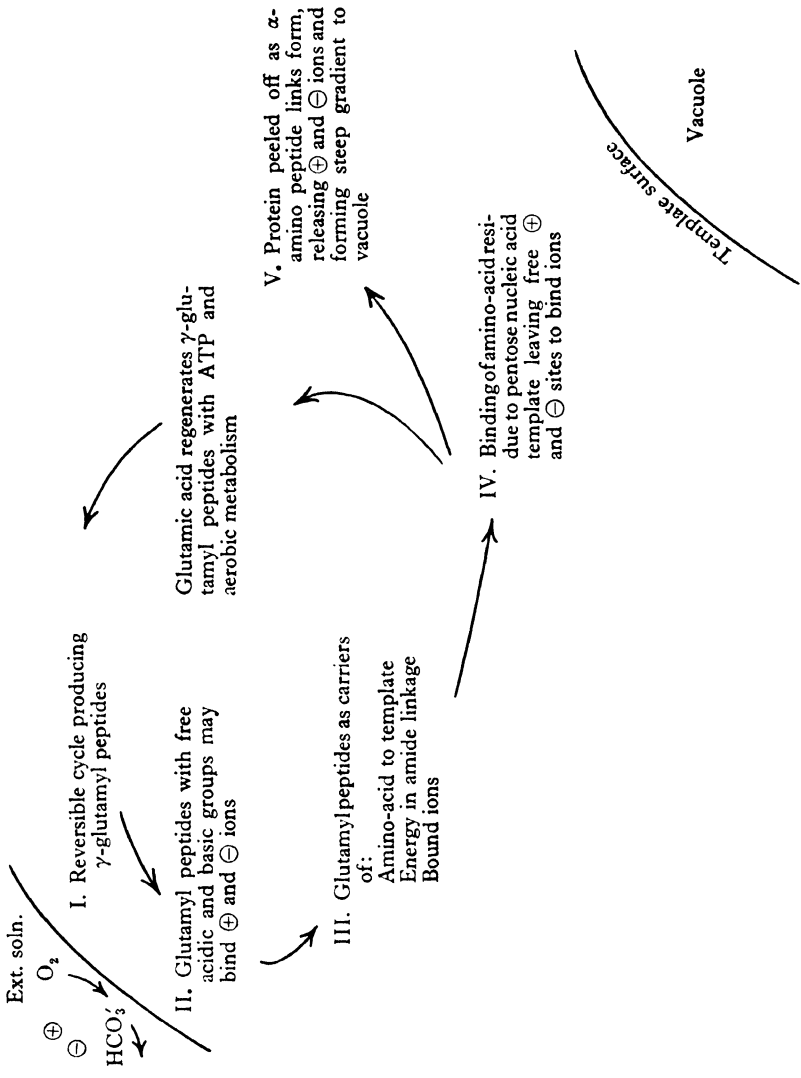 Ext. soln.
⊖ ⊕ O₂
HCO₃′
I. Reversible cycle producing
γ-glutamyl peptides
II. Glutamyl peptides with free
acidic and basic groups may
bind ⊕ and ⊖ ions
III. Glutamyl peptides as carriers
of:
Amino-acid to template
Energy in amide linkage
Bound ions
Glutamic acid regenerates γ-glu-
tamyl peptides with ATP and
aerobic metabolism
IV. Binding of amino-acid resi-
due to pentose nucleic acid
template leaving free ⊕
and ⊖ sites to bind ions
V. Protein peeled off as α-
amino peptide links form,
releasing ⊕ and ⊖ ions and
forming steep gradient to
vacuole
Template surface
Vacuole